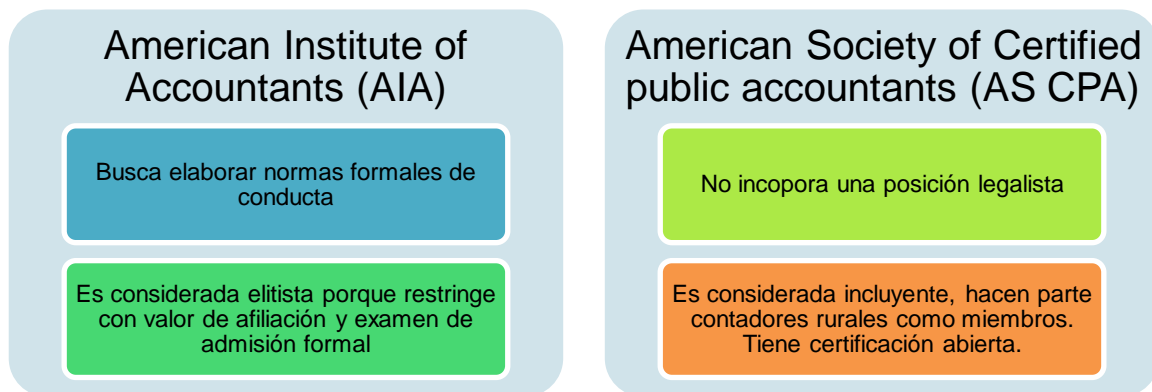 American Institute of
Accountants (AIA)
Busca elaborar normas formales de
conducta
Es considerada elitista porque restringe
con valor de afiliación y examen de
admisión formal
American Society of Certified
public accountants (AS CPA)
No incopora una posición legalista
Es considerada incluyente, hacen parte
contadores rurales como miembros.
Tiene certificación abierta.